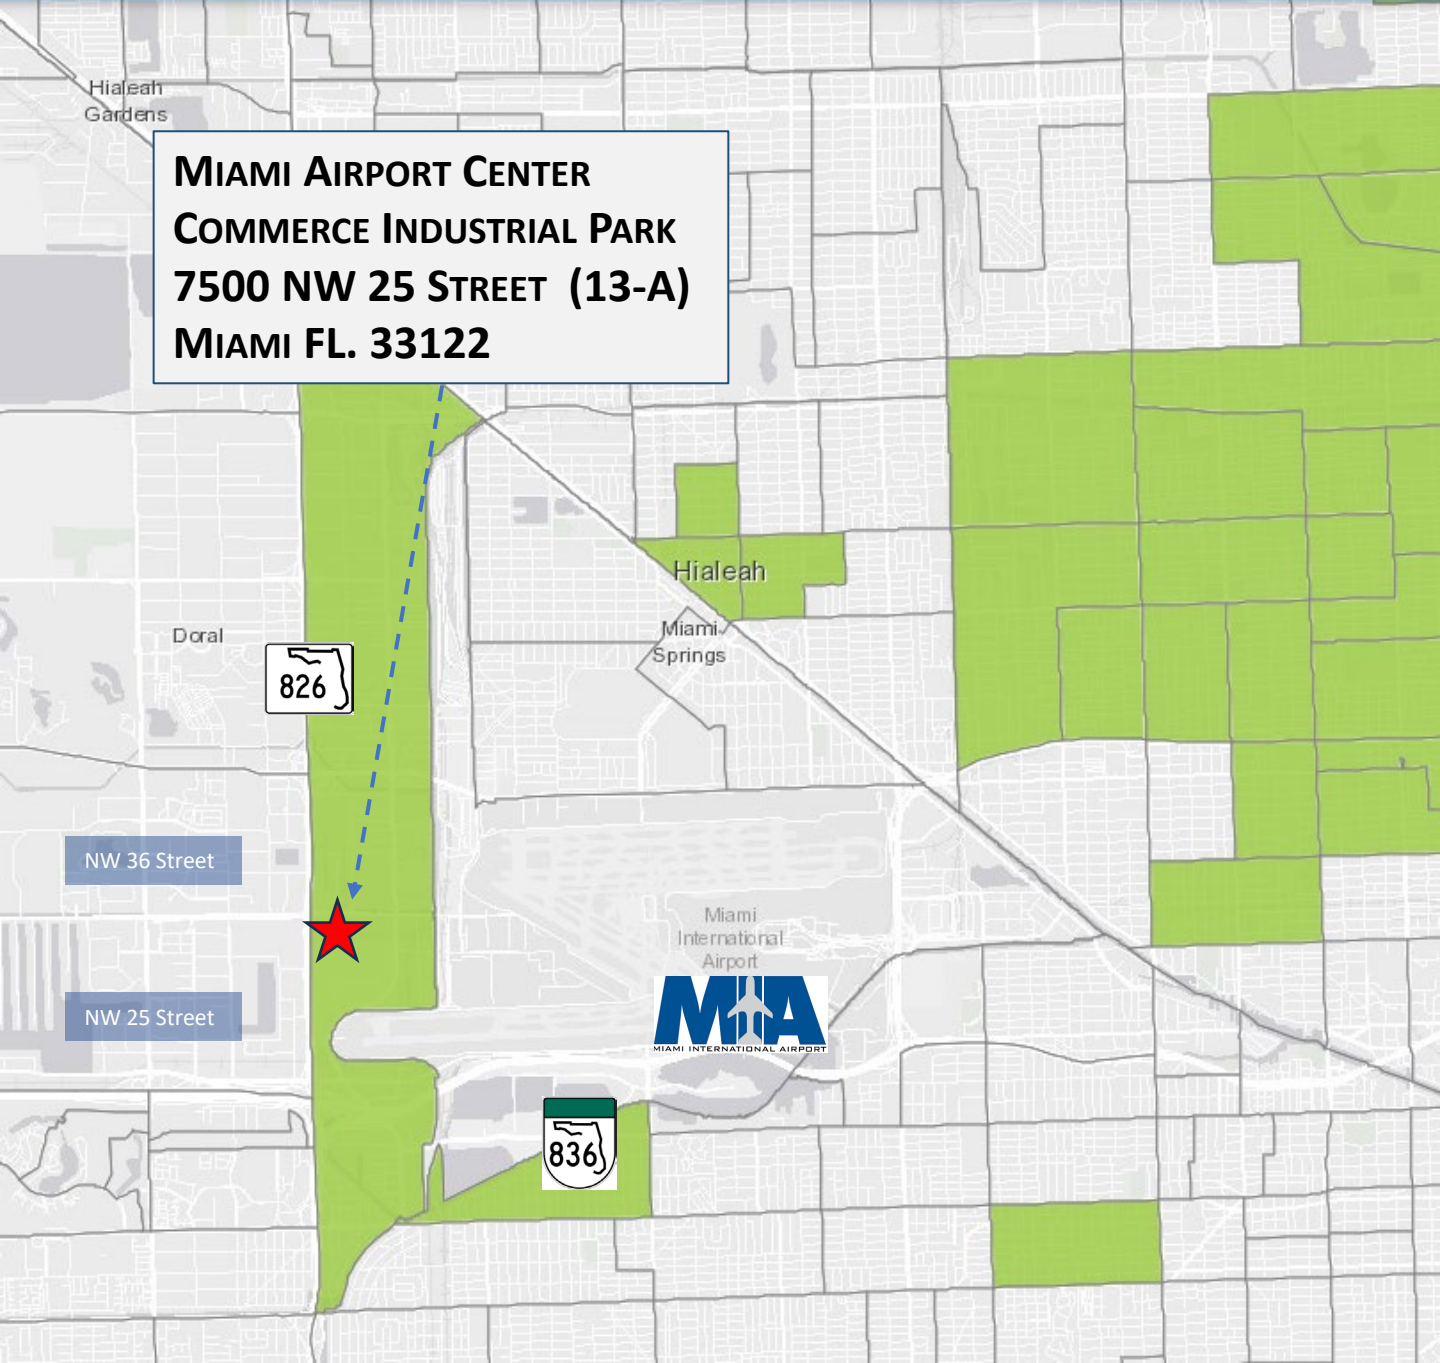 Hialeah
Gardens
MIAMI AIRPORT CENTER
COMMERCE INDUSTRIAL PARK
7500 NW 25 STREET (13-A)
MIAMI FL. 33122
Hialeah
Doral
Miami
Springs
826
NW 36 Street
Miami
International
Airport
MIA
MIAMI INTERNATIONAL AIRPORT
NW 25 Street
836